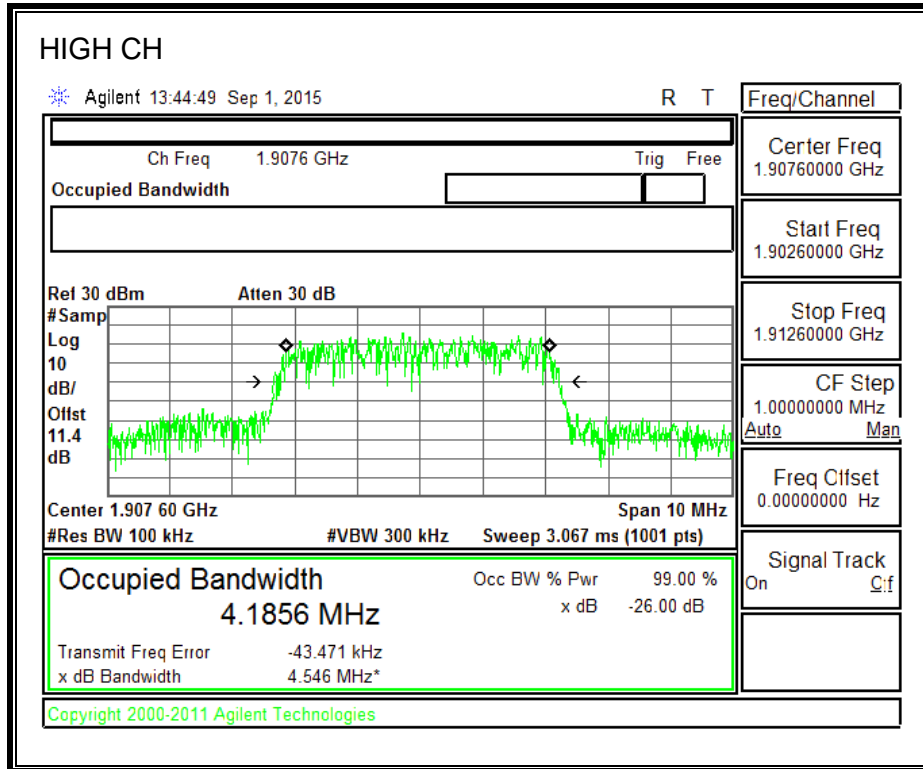 HIGH CH
Agilent 13:44:49 Sep 1, 2015 R T
Ch Freq 1.9076 GHz Trig Free
Occupied Bandwidth
Ref 30 dBm Atten 30 dB
#Samp
Log
10
dB/
Offst
11.4
dB
Center 1.907 60 GHz Span 10 MHz
#Res BW 100 kHz #VBW 300 kHz Sweep 3.067 ms (1001 pts)
Occupied Bandwidth
4.1856 MHz
Occ BW % Pwr 99.00 %
x dB -26.00 dB
Transmit Freq Error -43.471 kHz
x dB Bandwidth 4.546 MHz*
Copyright 2000-2011 Agilent Technologies
Freq/Channel
Center Freq
1.90760000 GHz
Start Freq
1.90260000 GHz
Stop Freq
1.91260000 GHz
CF Step
1.00000000 MHz
Auto Man
Freq Offset
0.00000000 Hz
Signal Track
On Off